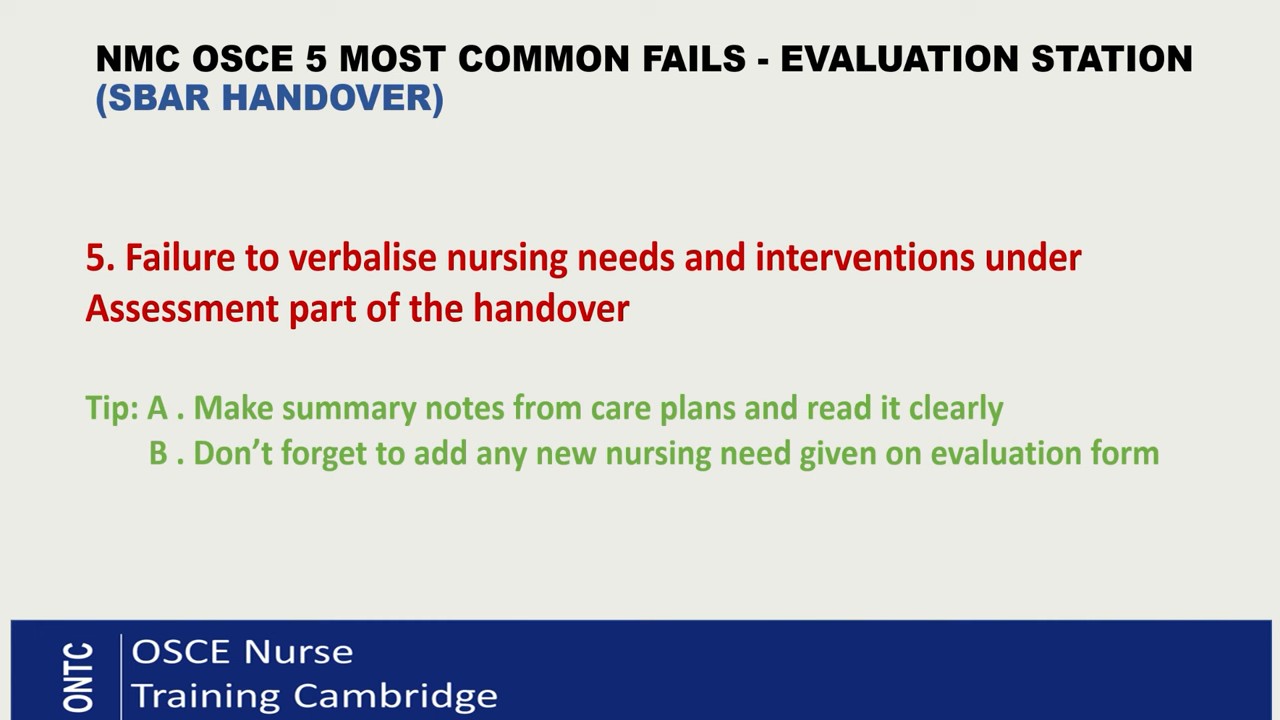 NMC OSCE 5 MOST COMMON FAILS - EVALUATION STATION
(SBAR HANDOVER)
5. Failure to verbalise nursing needs and interventions under
Assessment part of the handover
Tip: A . Make summary notes from care plans and read it clearly
B . Don’t forget to add any new nursing need given on evaluation form
ONTC
OSCE Nurse
Training Cambridge